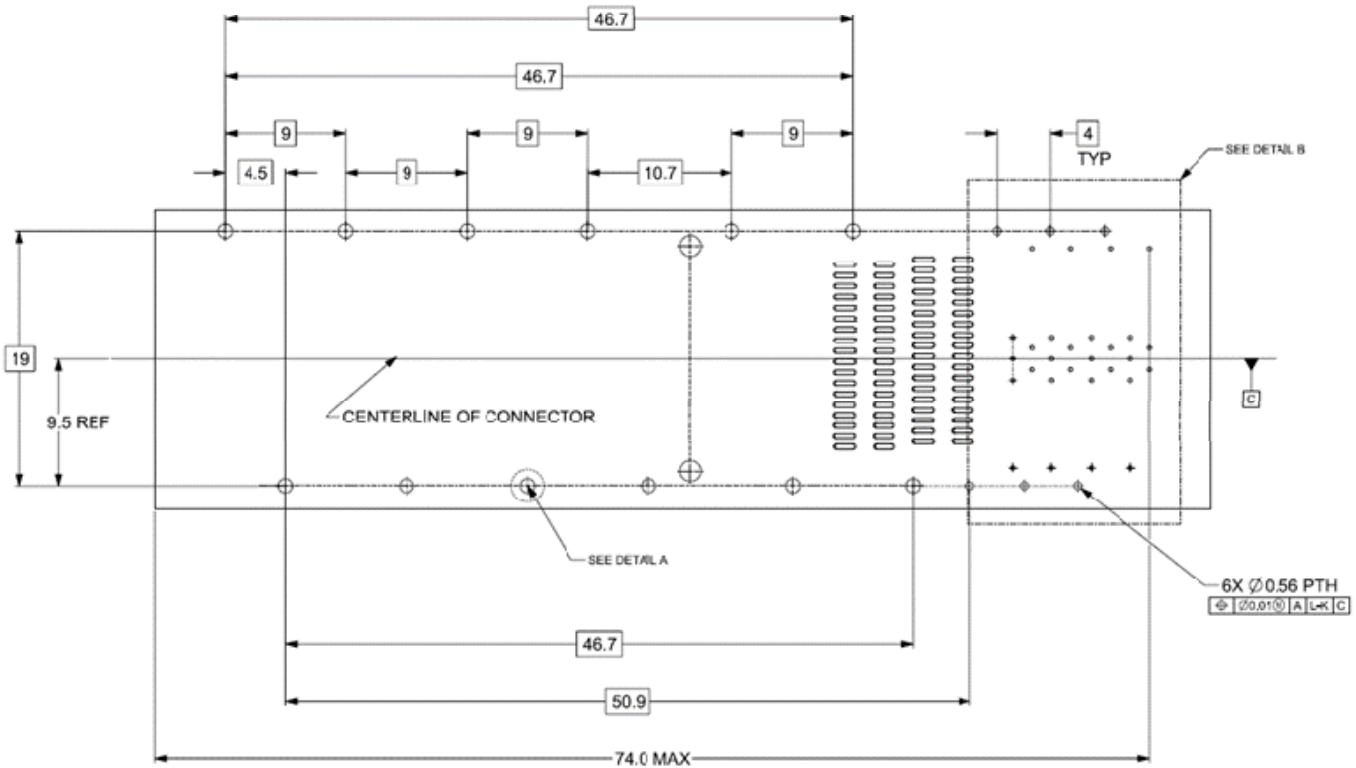 46.7
46.7
9
9
9
4
TYP
4.5
9
10.7
SEE DETAIL B
19
9.5 REF
CENTERLINE OF CONNECTOR
C
SEE DETAIL A
6X Ø0.56 PTH
Ø0.01Ⓜ A L-K C
46.7
50.9
74.0 MAX